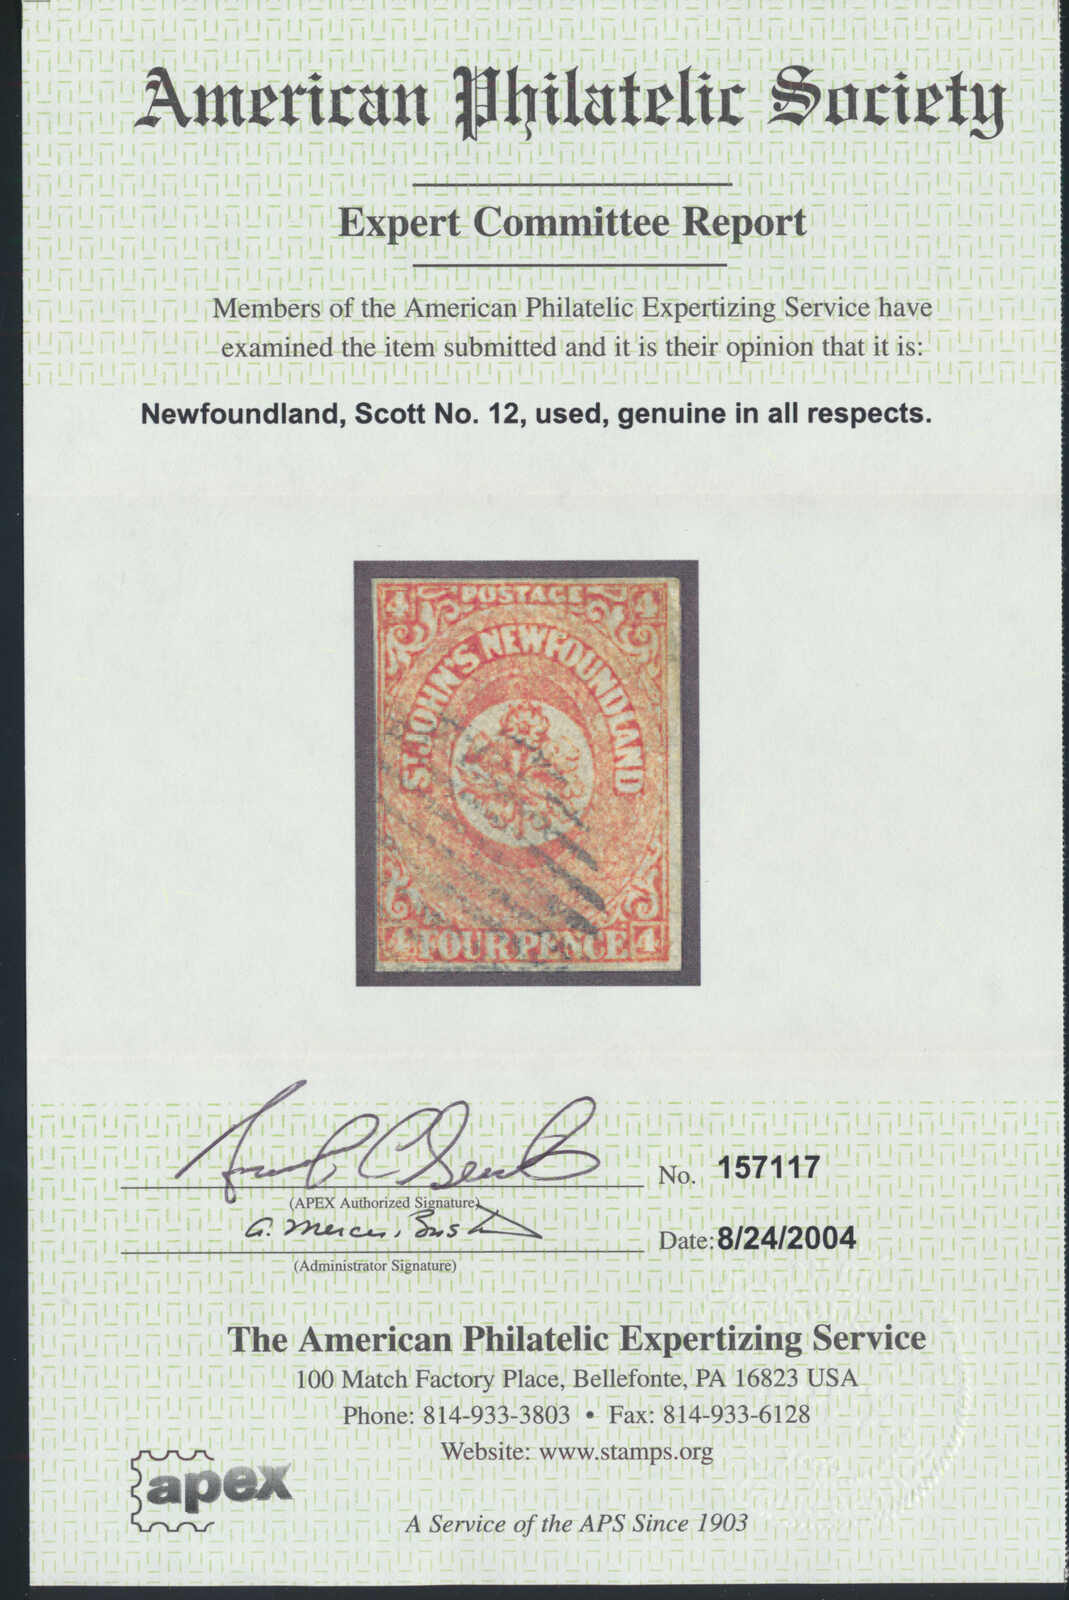 American Philatelic Society
Expert Committee Report
Members of the American Philatelic Expertizing Service have
examined the item submitted and it is their opinion that it is:
Newfoundland, Scott No. 12, used, genuine in all respects.
4 POSTAGE 4
ST. JOHN'S NEWFOUNDLAND
4 FOURPENCE 4
No. 157117
(APEX Authorized Signature)
Date: 8/24/2004
(Administrator Signature)
The American Philatelic Expertizing Service
100 Match Factory Place, Bellefonte, PA 16823 USA
Phone: 814-933-3803 • Fax: 814-933-6128
Website: www.stamps.org
apex
A Service of the APS Since 1903